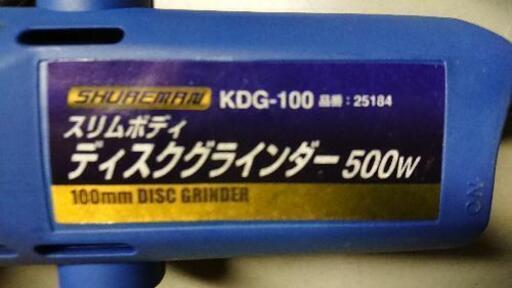 SHUREMAN KDG-100 品番:25184
スリムボディ
ディスクグラインダー 500W
100mm DISC GRINDER
ON